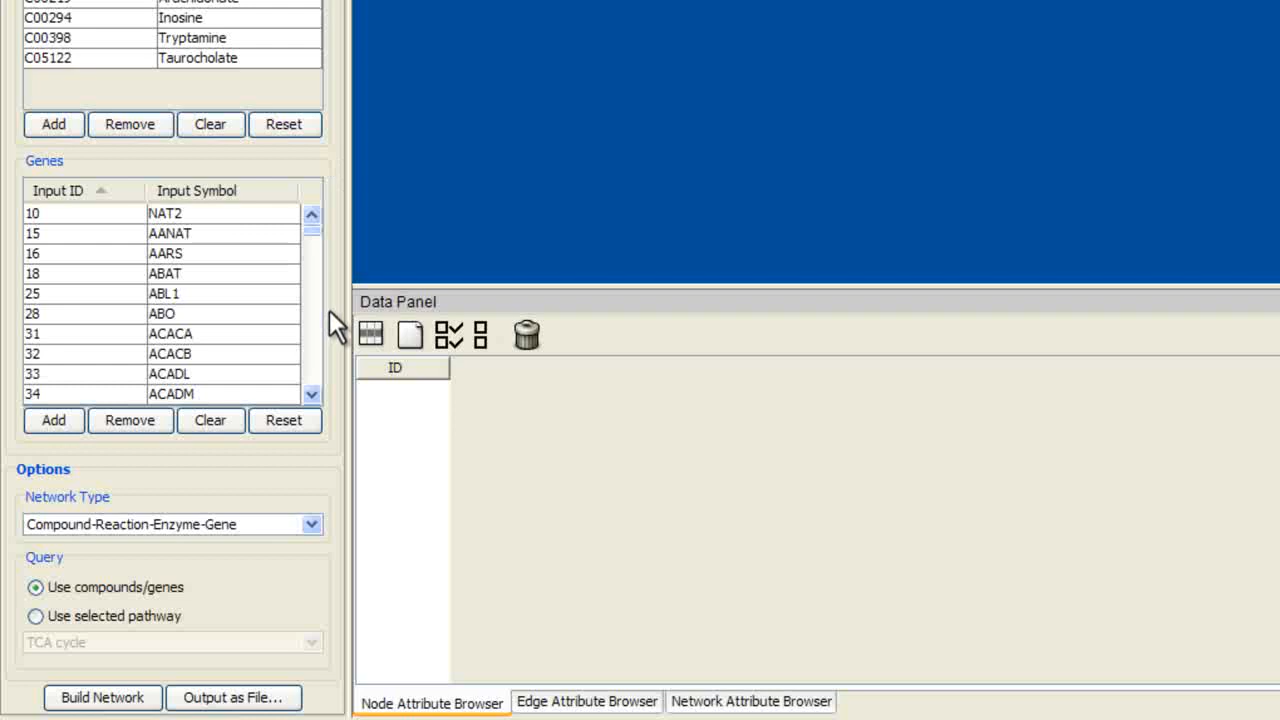 C00219 Arachidonate
C00294 Inosine
C00398 Tryptamine
C05122 Taurocholate
Add Remove Clear Reset
Genes
Input ID Input Symbol
10 NAT2
15 AANAT
16 AARS
18 ABAT
25 ABL1
28 ABO
31 ACACA
32 ACACB
33 ACADL
34 ACADM
Add Remove Clear Reset
Options
Network Type
Compound-Reaction-Enzyme-Gene
Query
Use compounds/genes
Use selected pathway
TCA cycle
Build Network Output as File...
Data Panel
ID
Node Attribute Browser Edge Attribute Browser Network Attribute Browser